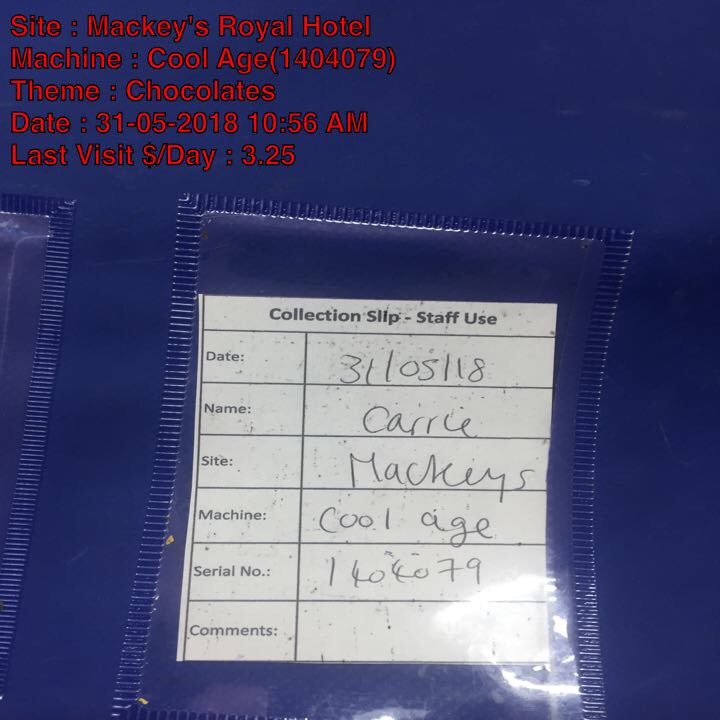 Site : Mackey's Royal Hotel
Machine : Cool Age(1404079)
Theme : Chocolates
Date : 31-05-2018 10:56 AM
Last Visit $/Day : 3.25
Collection Slip - Staff Use
Date: 31/05/18
Name: Carrie
Site: Mackeys
Machine: Cool age
Serial No.: 1404079
Comments: